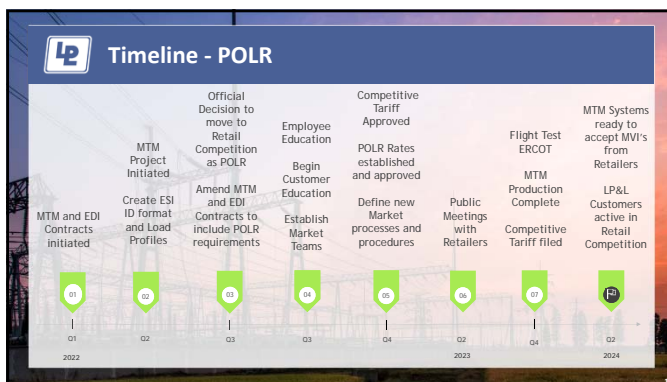 LP&L
Timeline - POLR
MTM and EDI
Contracts
initiated
MTM
Project
Initiated
Create ESI
ID format
and Load
Profiles
Official
Decision to
move to
Retail
Competition
as POLR
Amend MTM
and EDI
Contracts to
include POLR
requirements
Employee
Education
Begin
Customer
Education
Establish
Market
Teams
Competitive
Tariff
Approved
POLR Rates
established
and approved
Define new
Market
processes and
procedures
Public
Meetings
with
Retailers
Flight Test
ERCOT
MTM
Production
Complete
Competitive
Tariff filed
MTM Systems
ready to
accept MVI's
from
Retailers
LP&L
Customers
active in
Retail
Competition
01
02
03
04
05
06
07
Q1
Q2
Q3
Q3
Q4
Q2
Q4
Q2
2022
2023
2024